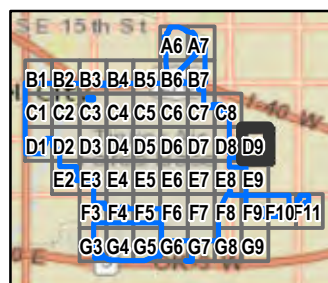 SE 15th St
A6 A7
B1 B2 B3 B4 B5 B6 B7
I-40 W
C1 C2 C3 C4 C5 C6 C7 C8
D1 D2 D3 D4 D5 D6 D7 D8 D9
E2 E3 E4 E5 E6 E7 E8 E9
F3 F4 F5 F6 F7 F8 F9 F10 F11
G3 G4 G5 G6 G7 G8 G9